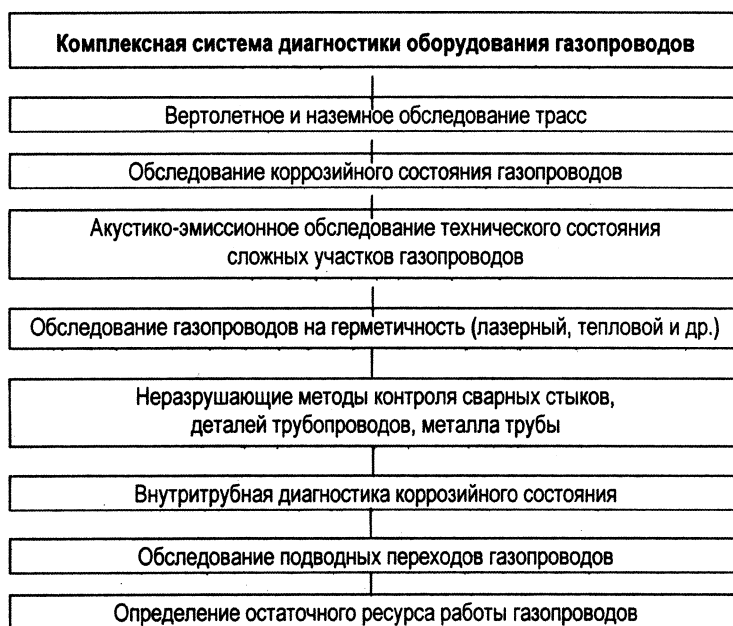 Комплексная система диагностики оборудования газопроводов
Вертолетное и наземное обследование трасс
Обследование коррозийного состояния газопроводов
Акустико-эмиссионное обследование технического состояния
сложных участков газопроводов
Обследование газопроводов на герметичность (лазерный, тепловой и др.)
Неразрушающие методы контроля сварных стыков,
деталей трубопроводов, металла трубы
Внутритрубная диагностика коррозийного состояния
Обследование подводных переходов газопроводов
Определение остаточного ресурса работы газопроводов